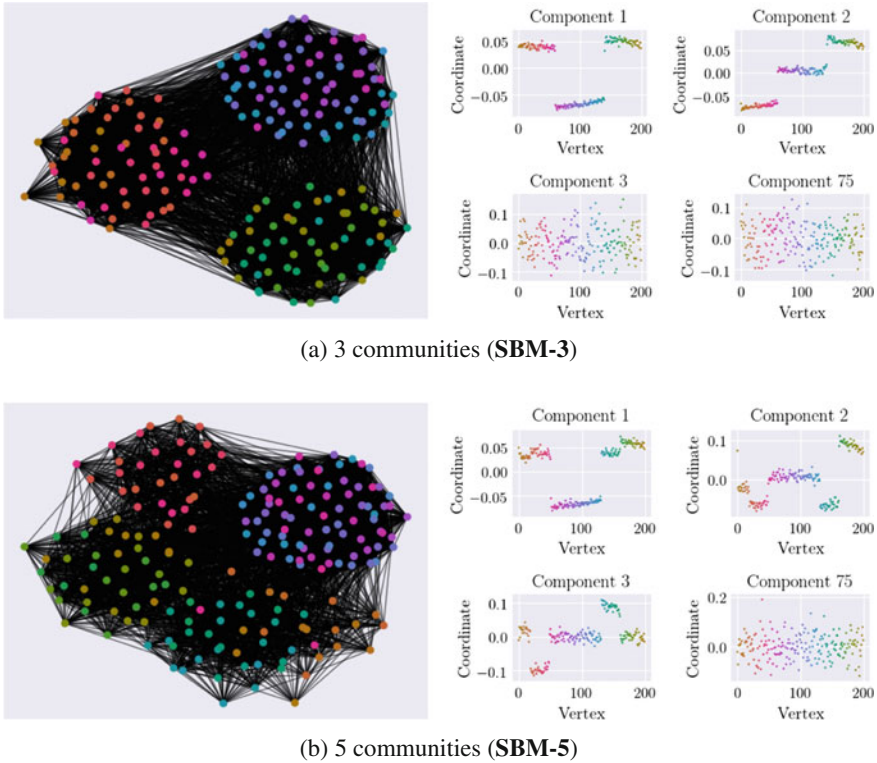 Component 1
Component 2
Coordinate
0.05
0.00
−0.05
0
100
200
Vertex
Coordinate
0.05
0.00
−0.05
0
100
200
Vertex
Component 3
Component 75
Coordinate
0.1
0.0
−0.1
0
100
200
Vertex
Coordinate
0.1
0.0
−0.1
0
100
200
Vertex
(a) 3 communities (SBM-3)
Component 1
Component 2
Coordinate
0.05
0.00
−0.05
0
100
200
Vertex
Coordinate
0.1
0.0
0
100
200
Vertex
Component 3
Component 75
Coordinate
0.1
0.0
−0.1
0
100
200
Vertex
Coordinate
0.2
0.0
0
100
200
Vertex
(b) 5 communities (SBM-5)